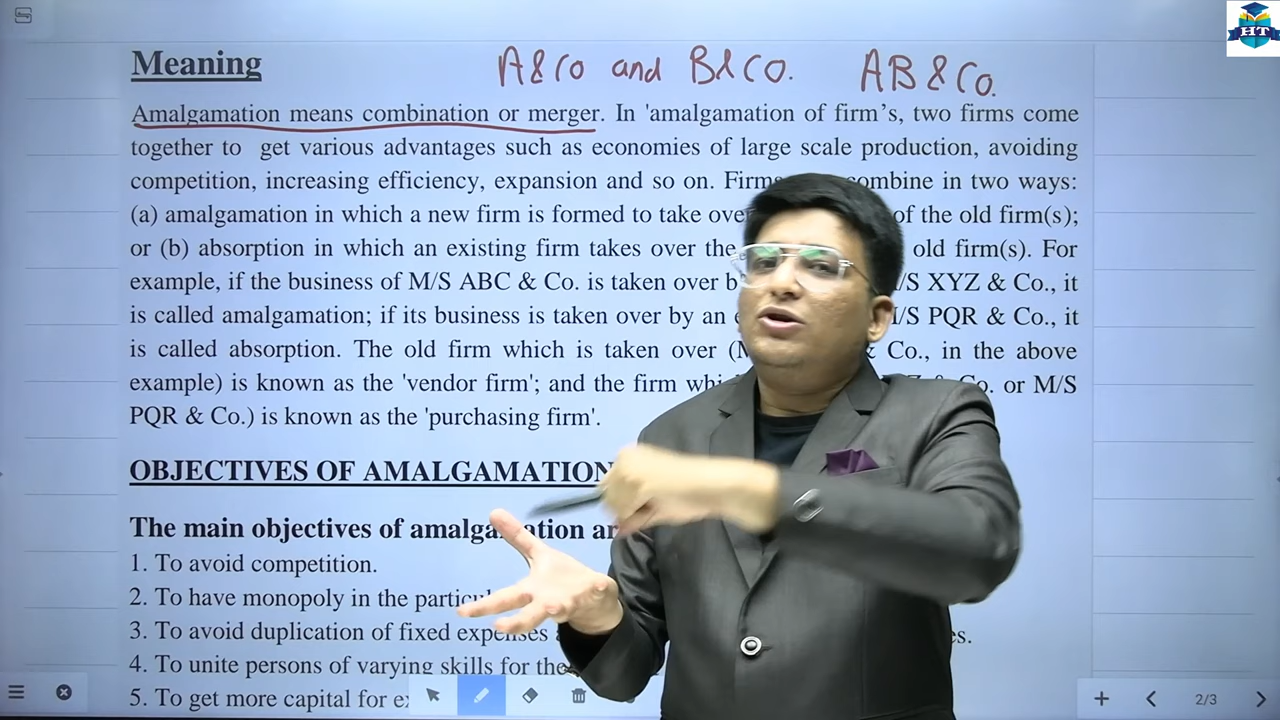 HT
A & Co and B & CO. AB & Co.
Meaning
Amalgamation means combination or merger. In 'amalgamation of firm's, two firms come
together to get various advantages such as economies of large scale production, avoiding
competition, increasing efficiency, expansion and so on. Firms combine in two ways:
(a) amalgamation in which a new firm is formed to take over of the old firm(s);
or (b) absorption in which an existing firm takes over the old firm(s). For
example, if the business of M/S ABC & Co. is taken over /S XYZ & Co., it
is called amalgamation; if its business is taken over by an PQR & Co., it
is called absorption. The old firm which is taken over & Co., in the above
example) is known as the 'vendor firm'; and the firm & Co. or M/S
PQR & Co.) is known as the 'purchasing firm'.
OBJECTIVES OF AMALGAMATION
The main objectives of amalgamation
1. To avoid competition.
2. To have monopoly in the
3. To avoid duplication of fixed expenses
4. To unite persons of varying skills for
5. To get more capital for
2/3